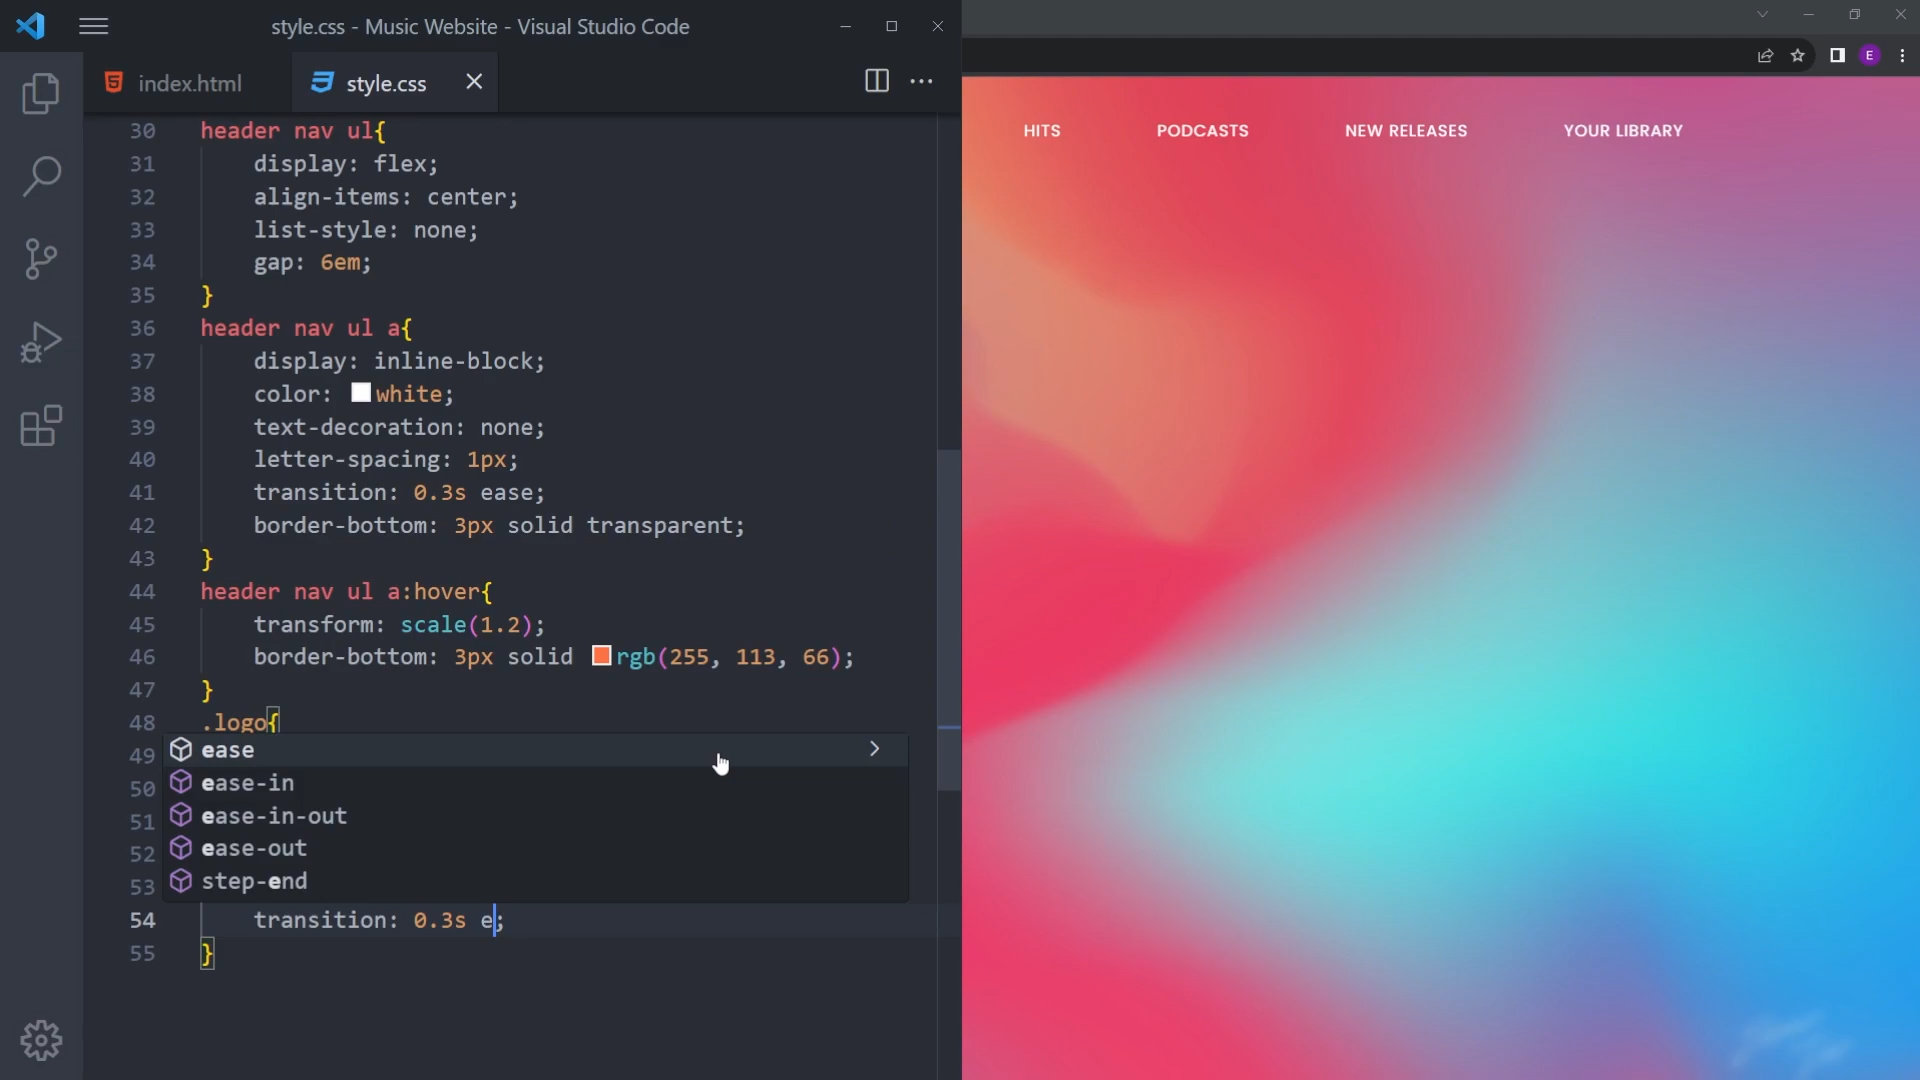 style.css - Music Website - Visual Studio Code
index.html
style.css
30 header nav ul{
31 display: flex;
32 align-items: center;
33 list-style: none;
34 gap: 6em;
35 }
36 header nav ul a{
37 display: inline-block;
38 color: white;
39 text-decoration: none;
40 letter-spacing: 1px;
41 transition: 0.3s ease;
42 border-bottom: 3px solid transparent;
43 }
44 header nav ul a:hover{
45 transform: scale(1.2);
46 border-bottom: 3px solid rgb(255, 113, 66);
47 }
48 .logo{
49 ease
50 ease-in
51 ease-in-out
52 ease-out
53 step-end
54 transition: 0.3s e;
55 }
E
HITS PODCASTS NEW RELEASES YOUR LIBRARY